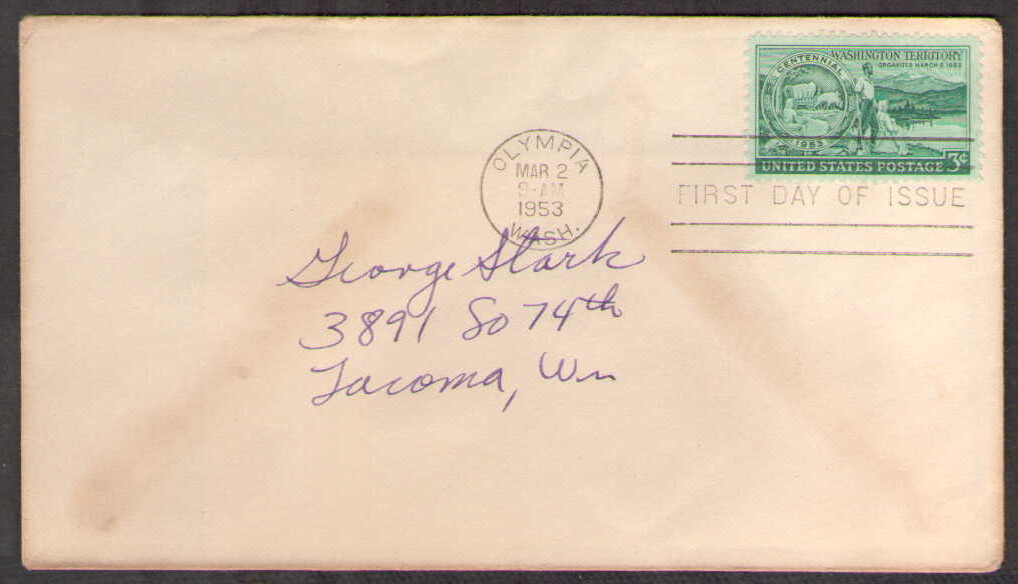 WASHINGTON TERRITORY
ORGANIZED MARCH 2, 1853
CENTENNIAL
1953
UNITED STATES POSTAGE 3¢
OLYMPIA
MAR 2
9-AM
1953
WASH.
FIRST DAY OF ISSUE
George Stark
3891 So 74th
Tacoma, Wn